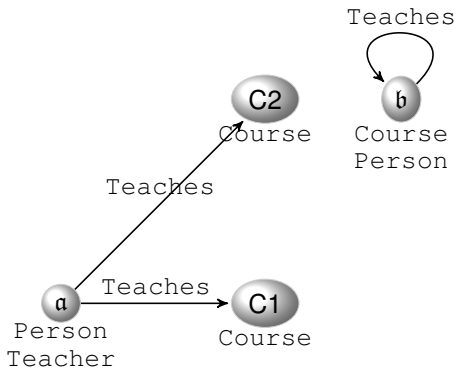 Teaches
C2
𝔟
Course
Course
Person
Teaches
Teaches
𝔞
C1
Person
Course
Teacher